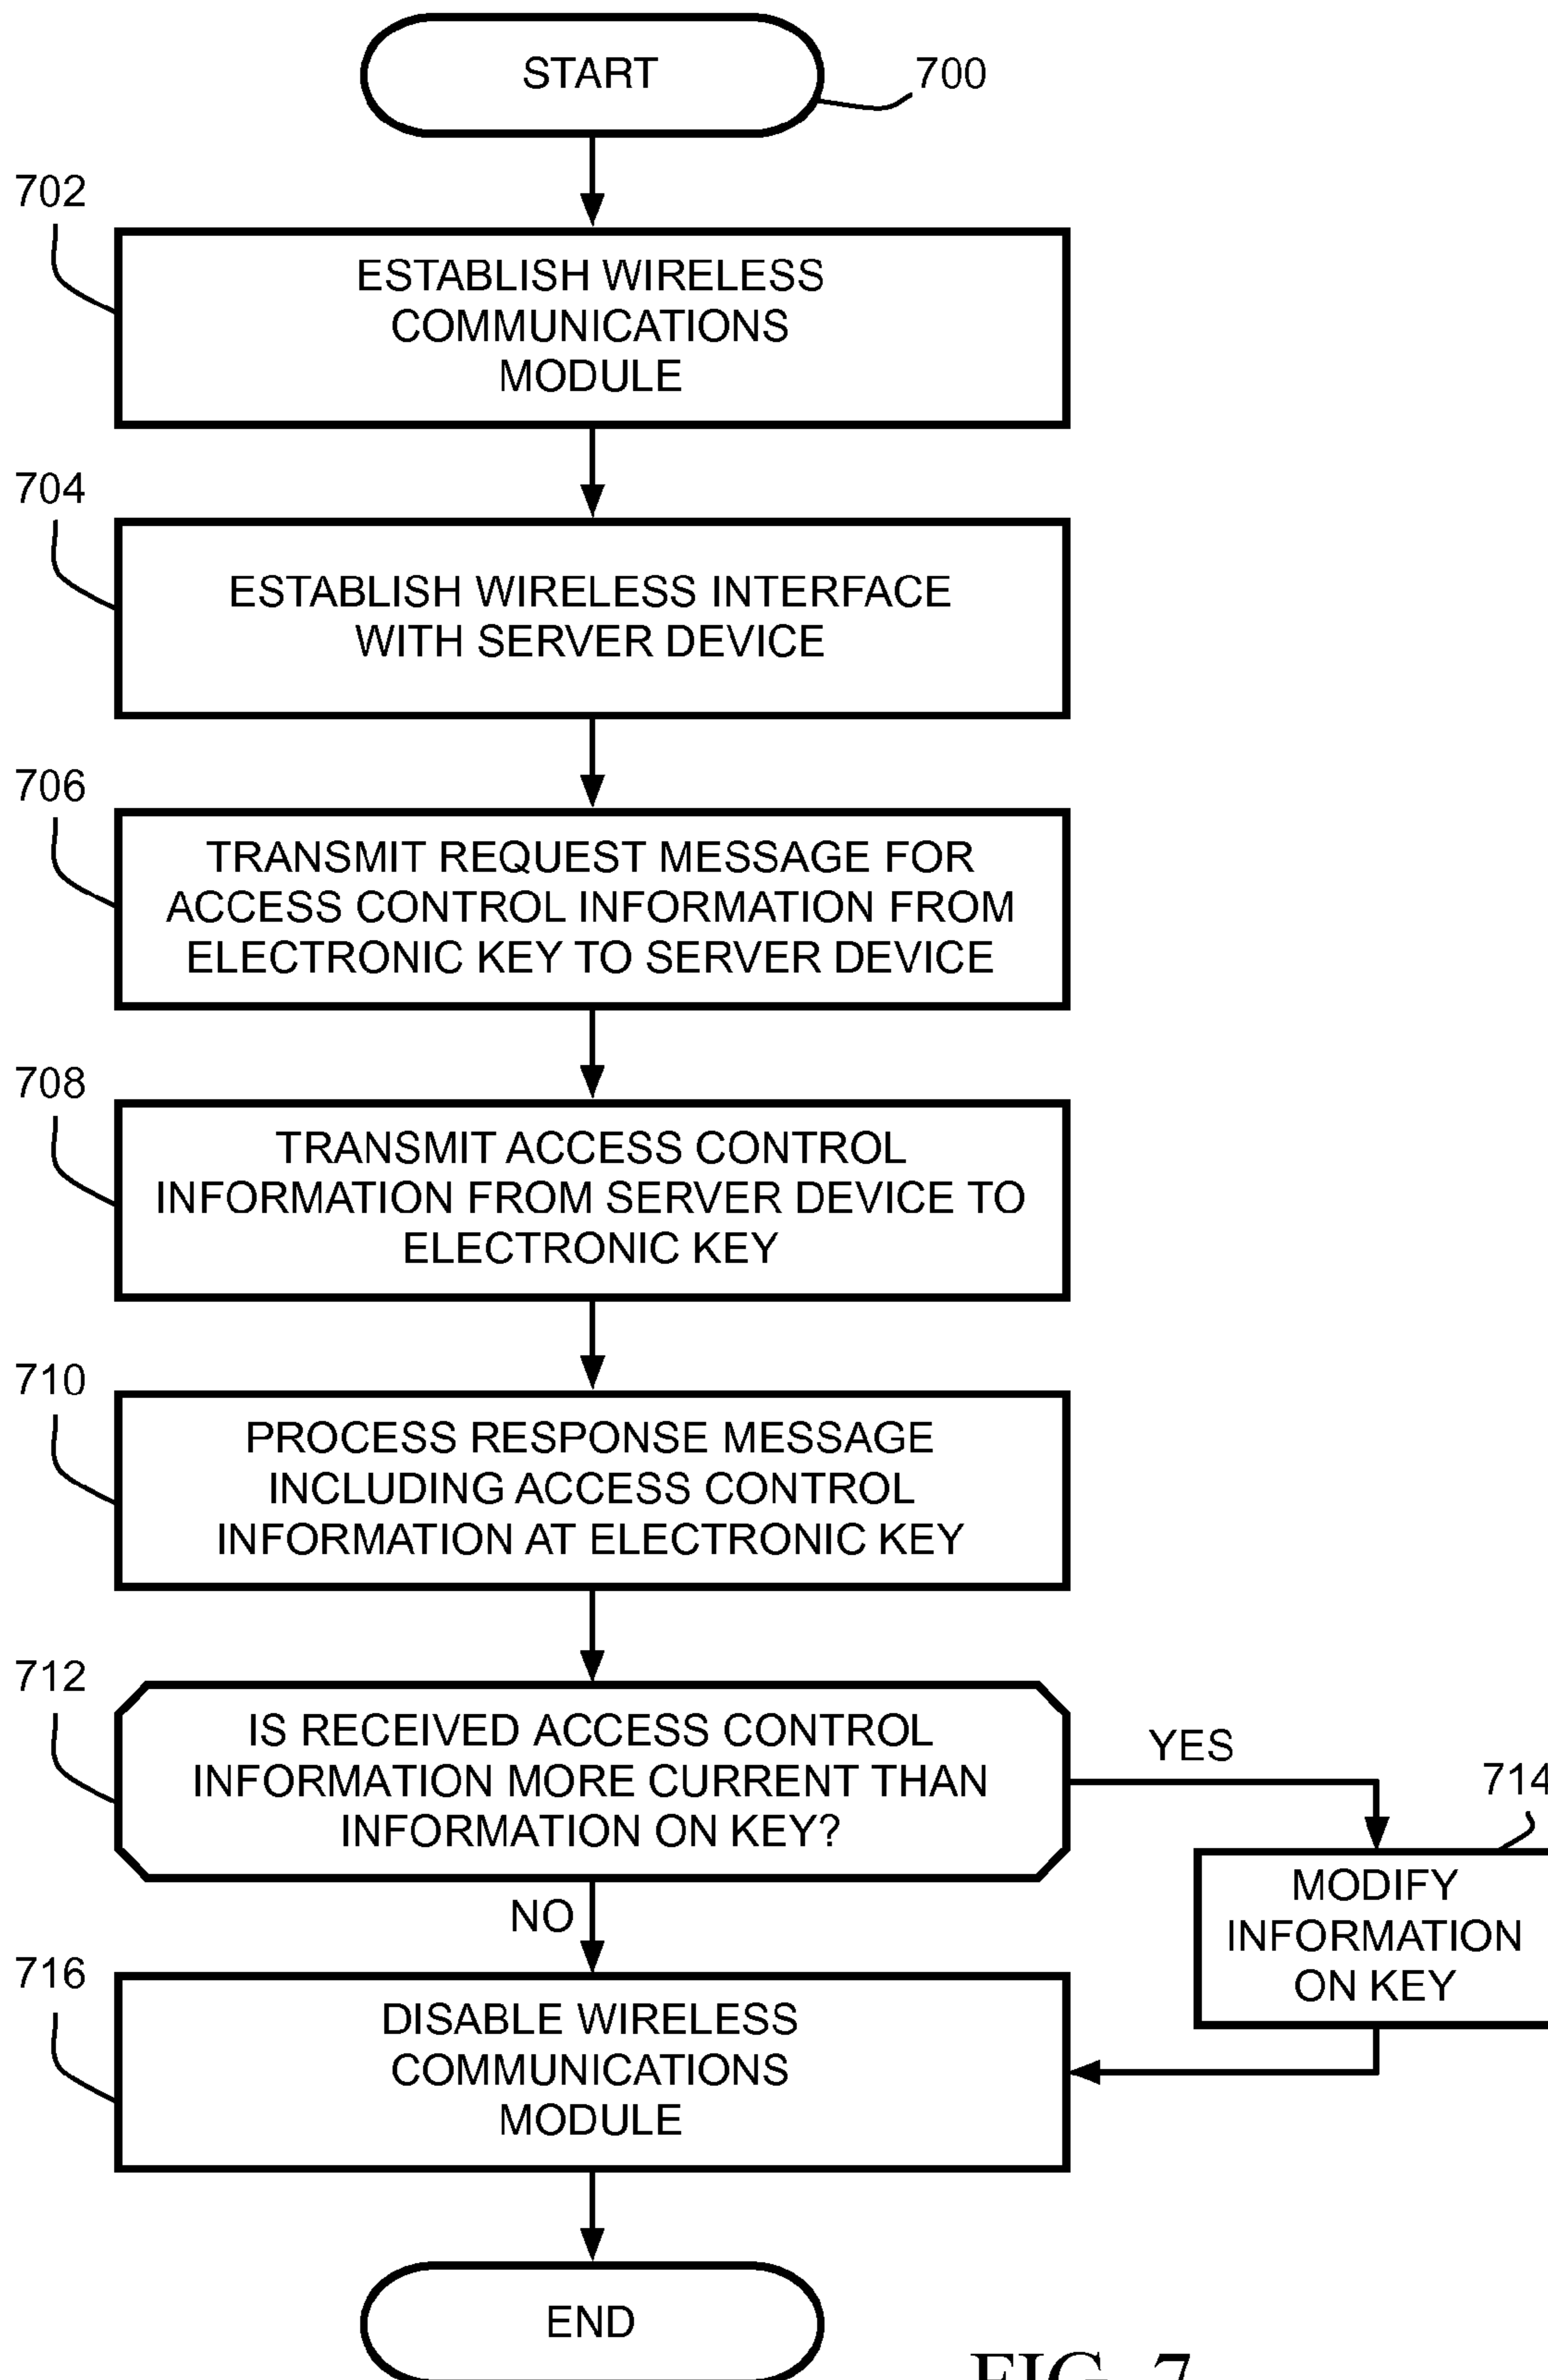 START
700
702
ESTABLISH WIRELESS
COMMUNICATIONS
MODULE
704
ESTABLISH WIRELESS INTERFACE
WITH SERVER DEVICE
706
TRANSMIT REQUEST MESSAGE FOR
ACCESS CONTROL INFORMATION FROM
ELECTRONIC KEY TO SERVER DEVICE
708
TRANSMIT ACCESS CONTROL
INFORMATION FROM SERVER DEVICE TO
ELECTRONIC KEY
710
PROCESS RESPONSE MESSAGE
INCLUDING ACCESS CONTROL
INFORMATION AT ELECTRONIC KEY
712
IS RECEIVED ACCESS CONTROL
INFORMATION MORE CURRENT THAN
INFORMATION ON KEY?
YES
714
MODIFY
INFORMATION
ON KEY
NO
716
DISABLE WIRELESS
COMMUNICATIONS
MODULE
END
FIG. 7